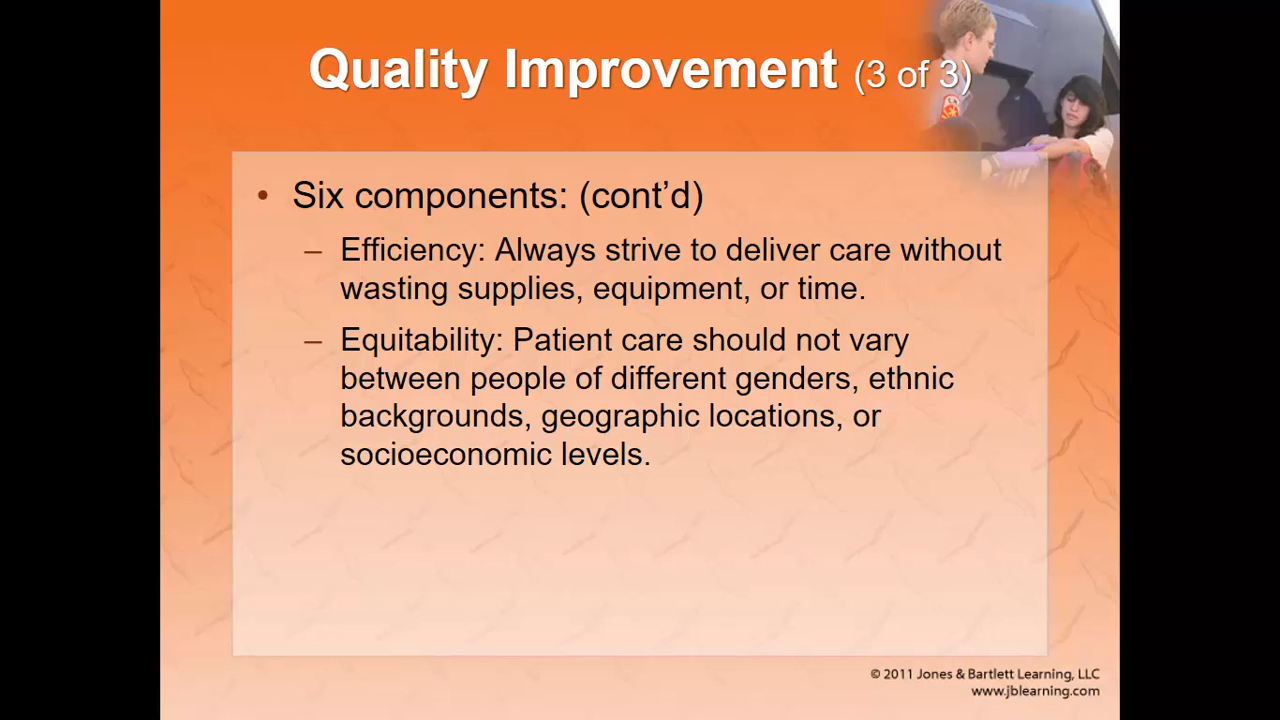 Quality Improvement (3 of 3)
• Six components: (cont’d)
– Efficiency: Always strive to deliver care without
wasting supplies, equipment, or time.
– Equitability: Patient care should not vary
between people of different genders, ethnic
backgrounds, geographic locations, or
socioeconomic levels.
© 2011 Jones & Bartlett Learning, LLC
www.jblearning.com